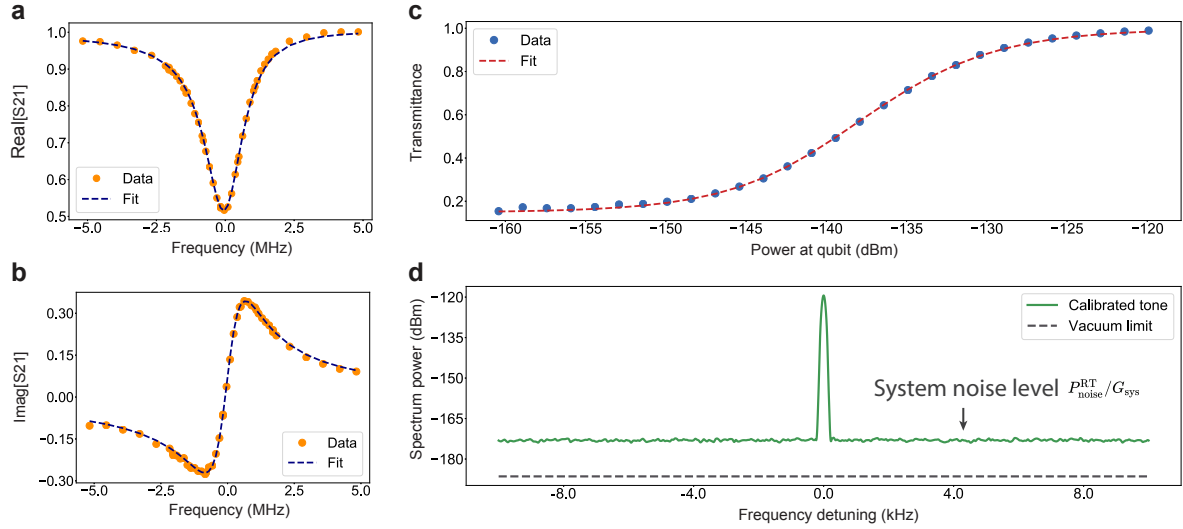 a
1.0
0.9
0.8
0.7
0.6
0.5
Real[S21]
Data
Fit
−5.0 −2.5 0.0 2.5 5.0
Frequency (MHz)
b
0.30
0.15
0.00
−0.15
−0.30
Imag[S21]
Data
Fit
−5.0 −2.5 0.0 2.5 5.0
Frequency (MHz)
c
1.0
0.8
0.6
0.4
0.2
Transmittance
Data
Fit
−160 −155 −150 −145 −140 −135 −130 −125 −120
Power at qubit (dBm)
d
−120
−135
−150
−165
−180
Spectrum power (dBm)
Calibrated tone
Vacuum limit
System noise level P^RT_noise/G_sys
-8.0 -4.0 0.0 4.0 8.0
Frequency detuning (kHz)